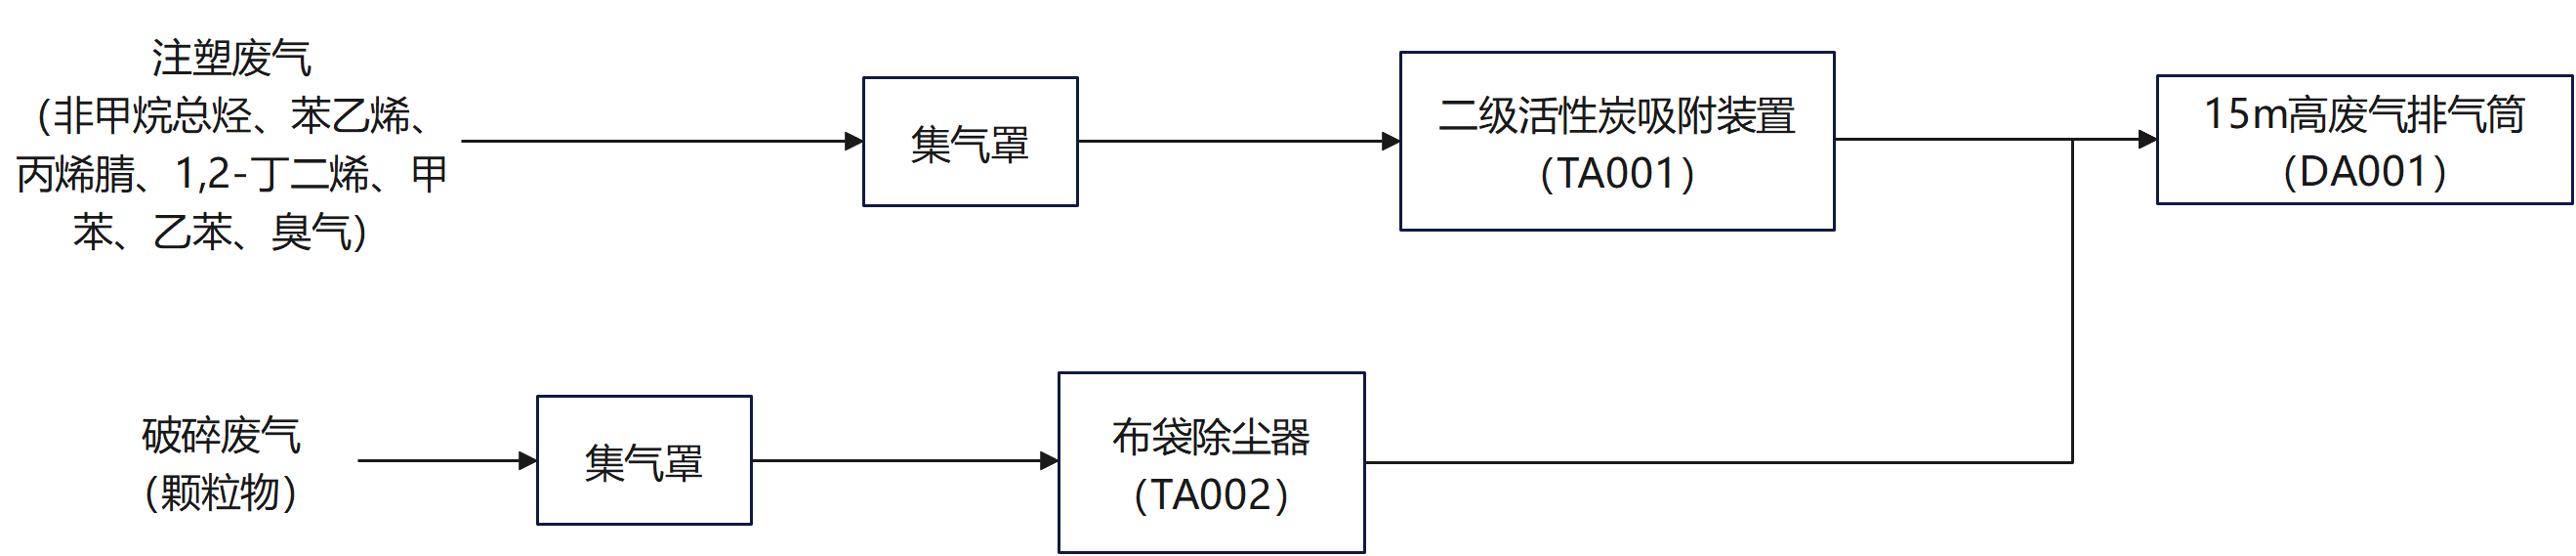 注塑废气
（非甲烷总烃、苯乙烯、
丙烯腈、1,2-丁二烯、甲
苯、乙苯、臭气）
集气罩
二级活性炭吸附装置
（TA001）
15m高废气排气筒
（DA001）
破碎废气
（颗粒物）
集气罩
布袋除尘器
（TA002）